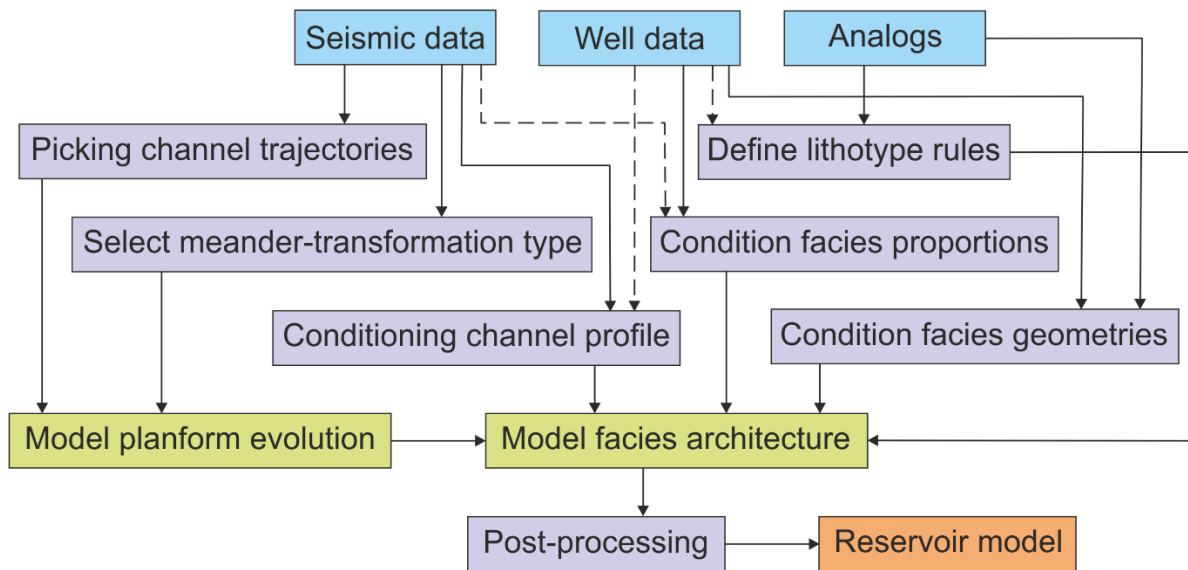 Seismic data
Well data
Analogs
Picking channel trajectories
Define lithotype rules
Select meander-transformation type
Condition facies proportions
Conditioning channel profile
Condition facies geometries
Model planform evolution
Model facies architecture
Post-processing
Reservoir model